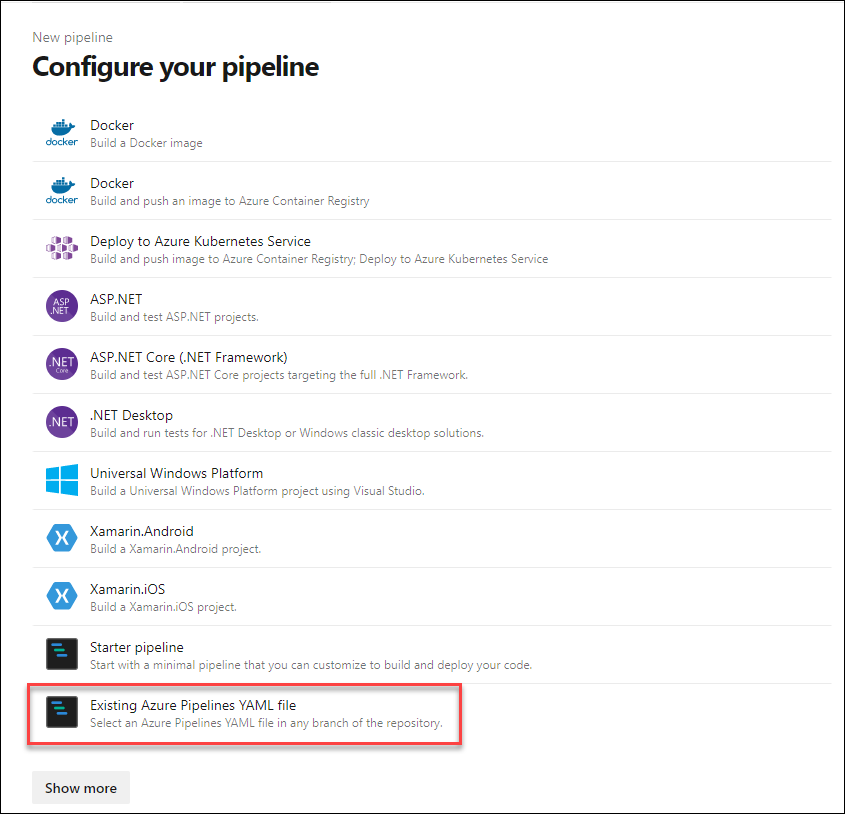 New pipeline
Configure your pipeline
docker
Docker
Build a Docker image
docker
Docker
Build and push an image to Azure Container Registry
Deploy to Azure Kubernetes Service
Build and push image to Azure Container Registry; Deploy to Azure Kubernetes Service
ASP
.NET
ASP.NET
Build and test ASP.NET projects.
.NET
Core
ASP.NET Core (.NET Framework)
Build and test ASP.NET Core projects targeting the full .NET Framework.
.NET
.NET Desktop
Build and run tests for .NET Desktop or Windows classic desktop solutions.
Universal Windows Platform
Build a Universal Windows Platform project using Visual Studio.
X
Xamarin.Android
Build a Xamarin.Android project.
X
Xamarin.iOS
Build a Xamarin.iOS project.
Starter pipeline
Start with a minimal pipeline that you can customize to build and deploy your code.
Existing Azure Pipelines YAML file
Select an Azure Pipelines YAML file in any branch of the repository.
Show more